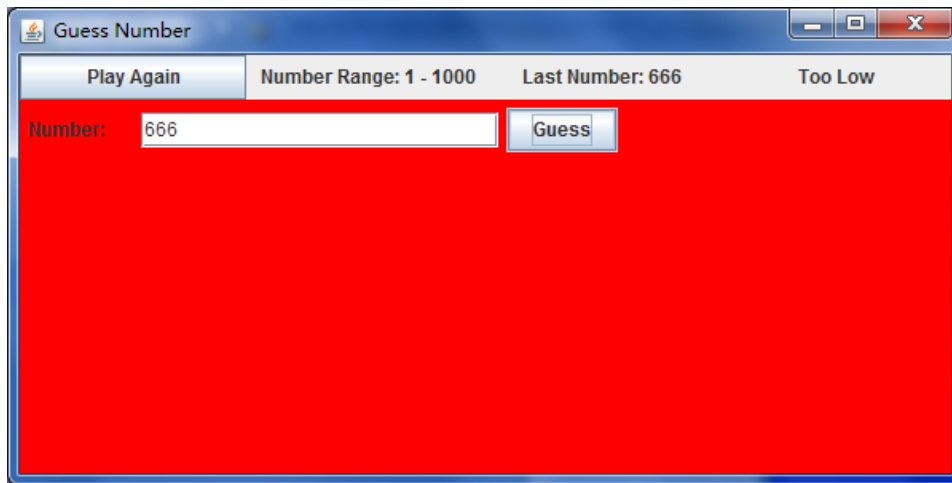 Guess Number
Play Again Number Range: 1 - 1000 Last Number: 666 Too Low
Number: 666 Guess